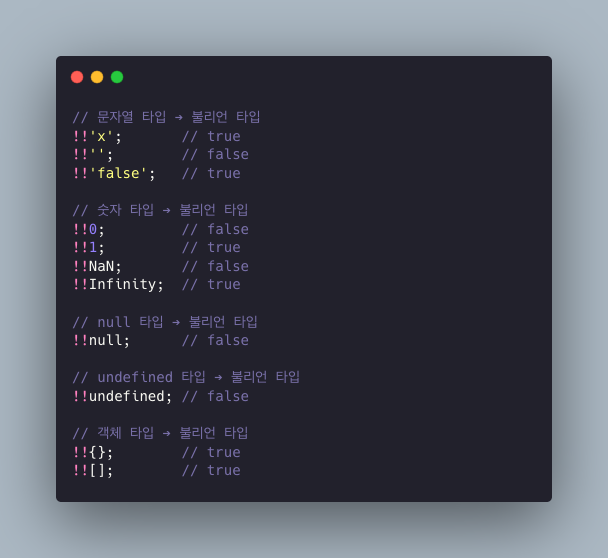 // 문자열 타입 → 불리언 타입
!!'x';       // true
!!'';        // false
!!'false';   // true
// 숫자 타입 → 불리언 타입
!!0;         // false
!!1;         // true
!!NaN;       // false
!!Infinity;  // true
// null 타입 → 불리언 타입
!!null;      // false
// undefined 타입 → 불리언 타입
!!undefined; // false
// 객체 타입 → 불리언 타입
!!{};        // true
!![];        // true